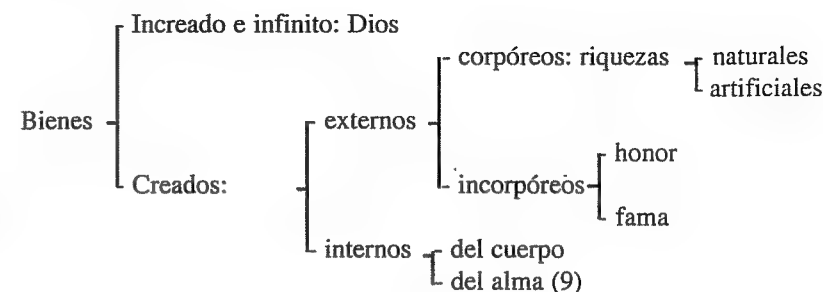 Increado e infinito: Dios
corpóreos: riquezas naturales
artificiales
Bienes externos
honor
Creados: incorpóreos
fama
internos del cuerpo
del alma (9)